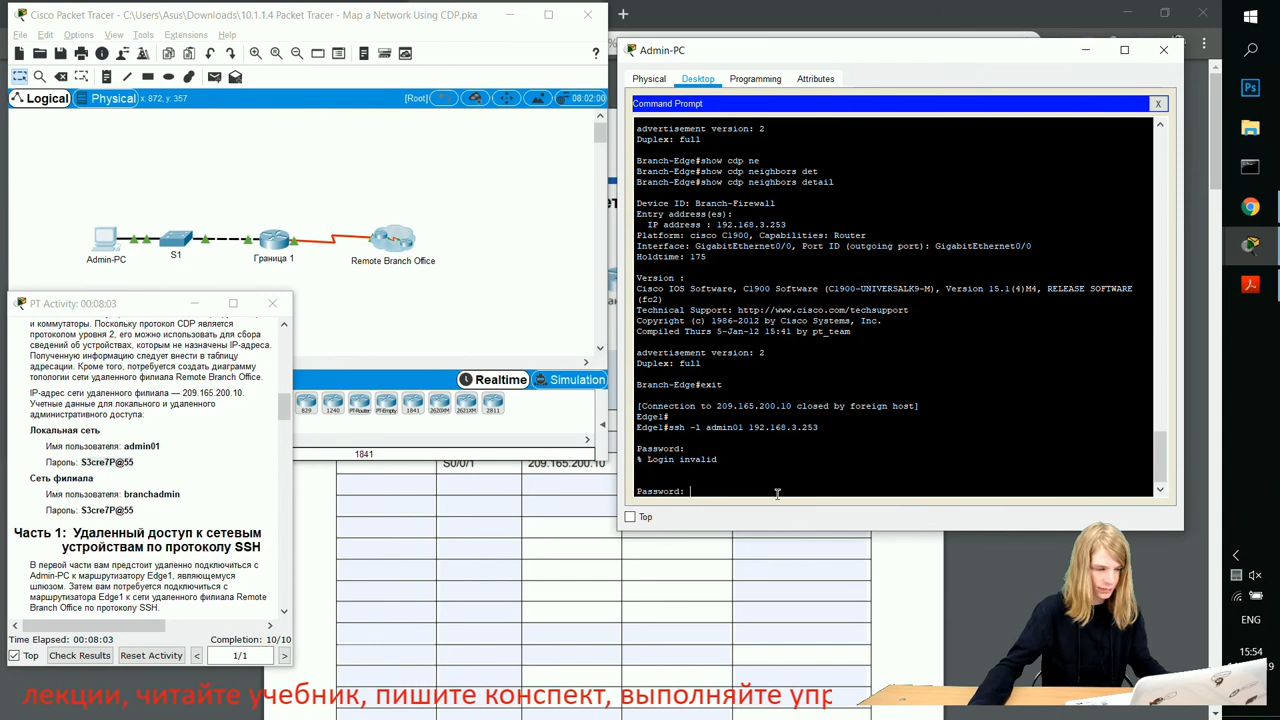 Cisco Packet Tracer - C:\Users\Asus\Downloads\10.1.1.4 Packet Tracer - Map a Network Using CDP.pka
File Edit Options View Tools Extensions Help
?
Logical Physical x: 872, y: 357 [Root] 08:02:00
Admin-PC
S1
Граница 1
Remote Branch Office
Realtime Simulation
829 1240 PT-Router PT-Empty 1841 2620XM 2621XM 2811
1841
S0/0/1 209.165.200.10
PT Activity: 00:08:03
и коммутаторы. Поскольку протокол CDP является
протоколом уровня 2, его можно использовать для сбора
сведений об устройствах, которым не назначены IP-адреса.
Полученную информацию следует внести в таблицу
адресации. Кроме того, потребуется создать диаграмму
топологии сети удаленного филиала Remote Branch Office.
IP-адрес сети удаленного филиала — 209.165.200.10.
Учетные данные для локального и удаленного
административного доступа:
Локальная сеть
Имя пользователя: admin01
Пароль: S3cre7P@55
Сеть филиала
Имя пользователя: branchadmin
Пароль: S3cre7P@55
Часть 1: Удаленный доступ к сетевым
устройствам по протоколу SSH
В первой части вам предстоит удаленно подключиться с
Admin-PC к маршрутизатору Edge1, являющемуся
шлюзом. Затем вам потребуется подключиться с
маршрутизатора Edge1 к сети удаленного филиала Remote
Branch Office по протоколу SSH.
Time Elapsed: 00:08:03 Completion: 10/10
Top Check Results Reset Activity < 1/1 >
Admin-PC
Physical Desktop Programming Attributes
Command Prompt X
advertisement version: 2
Duplex: full
Branch-Edge#show cdp ne
Branch-Edge#show cdp neighbors det
Branch-Edge#show cdp neighbors detail
Device ID: Branch-Firewall
Entry address(es):
IP address : 192.168.3.253
Platform: cisco C1900, Capabilities: Router
Interface: GigabitEthernet0/0, Port ID (outgoing port): GigabitEthernet0/0
Holdtime: 175
Version :
Cisco IOS Software, C1900 Software (C1900-UNIVERSALK9-M), Version 15.1(4)M4, RELEASE SOFTWARE
(fc2)
Technical Support: http://www.cisco.com/techsupport
Copyright (c) 1986-2012 by Cisco Systems, Inc.
Compiled Thurs 5-Jan-12 15:41 by pt_team
advertisement version: 2
Duplex: full
Branch-Edge#exit
[Connection to 209.165.200.10 closed by foreign host]
Edge1#
Edge1#ssh -l admin01 192.168.3.253
Password:
% Login invalid
Password:
Top
Ps
ENG
15:54
лекции, читайте учебник, пишите конспект, выполняйте упр